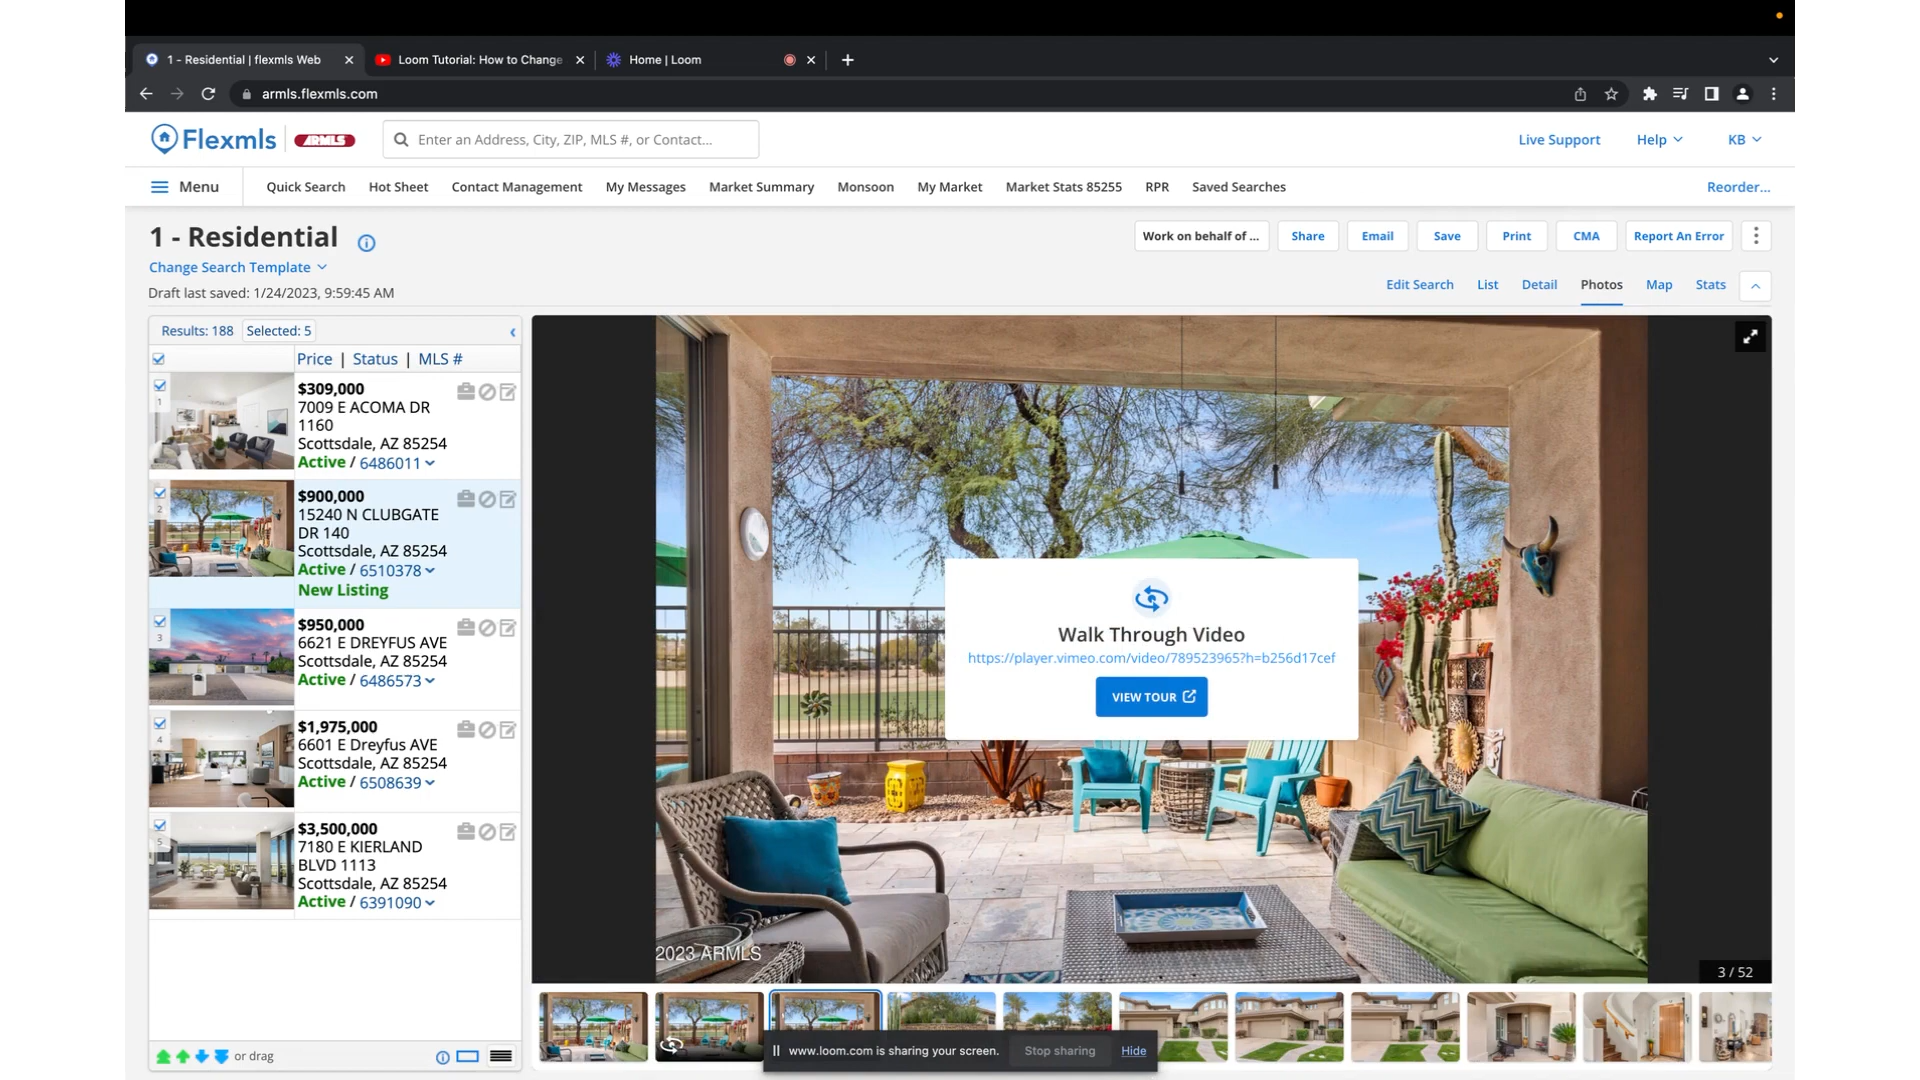 1 - Residential | flexmls Web
Loom Tutorial: How to Change
Home | Loom
armls.flexmls.com
Flexmls
ARMLS
Enter an Address, City, ZIP, MLS #, or Contact...
Live Support
Help
KB
Menu
Quick Search
Hot Sheet
Contact Management
My Messages
Market Summary
Monsoon
My Market
Market Stats 85255
RPR
Saved Searches
Reorder...
1 - Residential
Work on behalf of ...
Share
Email
Save
Print
CMA
Report An Error
Change Search Template
Draft last saved: 1/24/2023, 9:59:45 AM
Edit Search
List
Detail
Photos
Map
Stats
Results: 188
Selected: 5
Price | Status | MLS #
1
$309,000
7009 E ACOMA DR
1160
Scottsdale, AZ 85254
Active / 6486011
2
$900,000
15240 N CLUBGATE
DR 140
Scottsdale, AZ 85254
Active / 6510378
New Listing
3
$950,000
6621 E DREYFUS AVE
Scottsdale, AZ 85254
Active / 6486573
4
$1,975,000
6601 E Dreyfus AVE
Scottsdale, AZ 85254
Active / 6508639
5
$3,500,000
7180 E KIERLAND
BLVD 1113
Scottsdale, AZ 85254
Active / 6391090
or drag
Walk Through Video
https://player.vimeo.com/video/789523965?h=b256d17cef
VIEW TOUR
2023 ARMLS
3 / 52
www.loom.com is sharing your screen.
Stop sharing
Hide